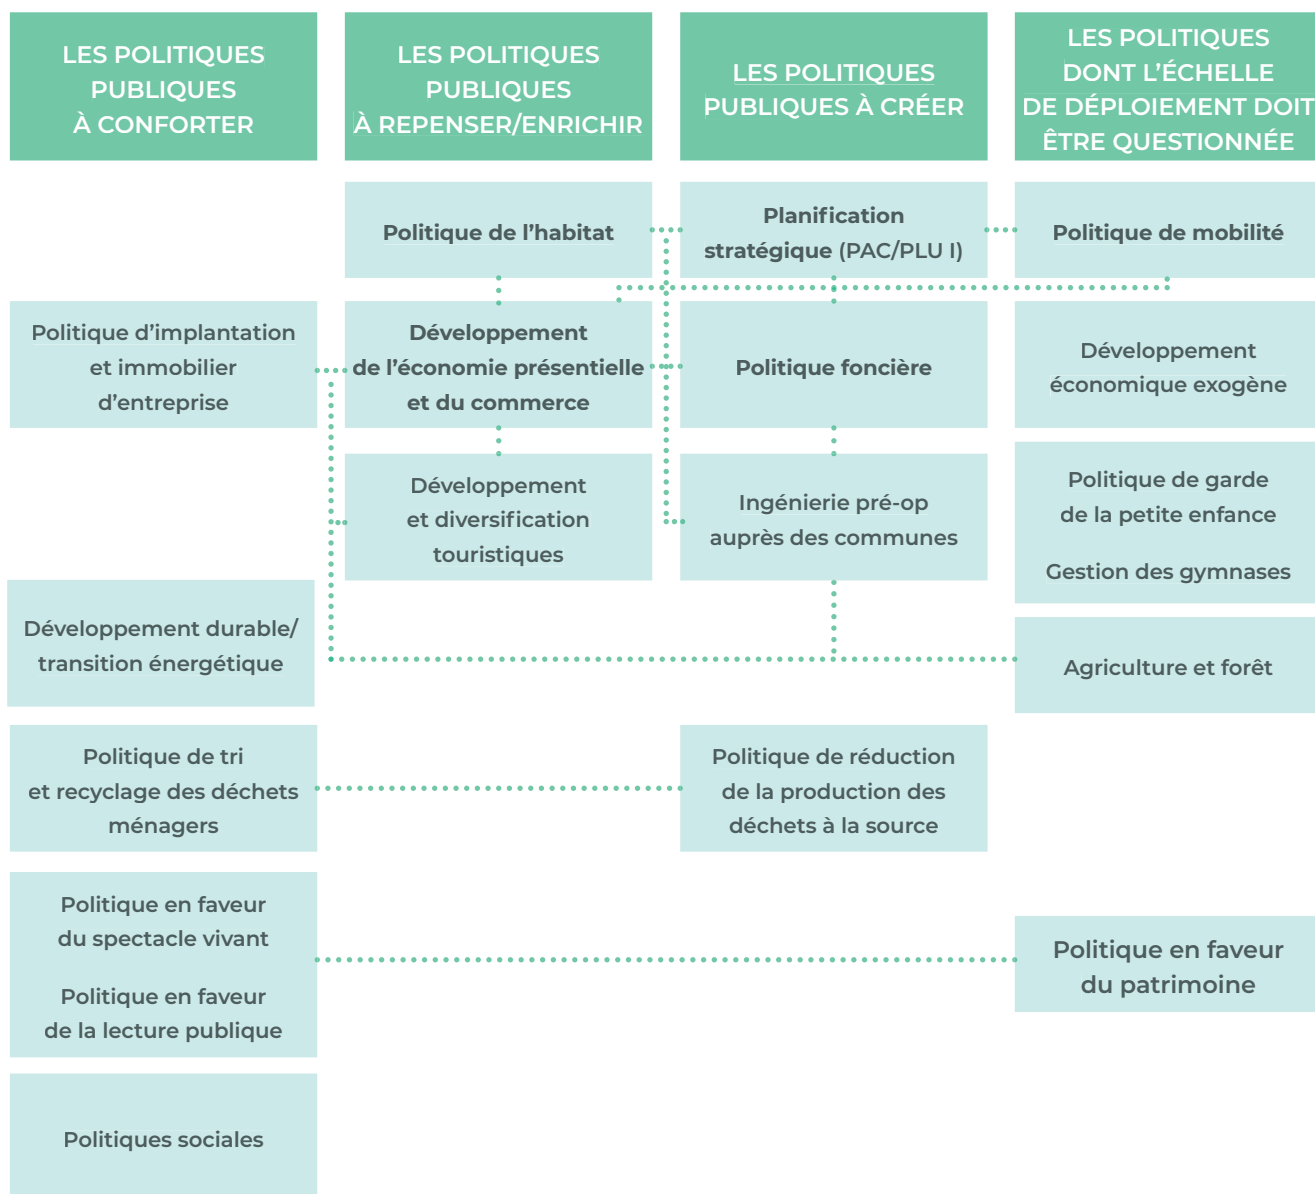 LES POLITIQUES
PUBLIQUES
À CONFORTER
LES POLITIQUES
PUBLIQUES
À REPENSER/ENRICHIR
LES POLITIQUES
PUBLIQUES À CRÉER
LES POLITIQUES
DONT L’ÉCHELLE
DE DÉPLOIEMENT DOIT
ÊTRE QUESTIONNÉE
Politique de l’habitat
Planification
stratégique (PAC/PLU I)
Politique de mobilité
Politique d’implantation
et immobilier
d’entreprise
Développement
de l’économie présentielle
et du commerce
Politique foncière
Développement
économique exogène
Développement
et diversification
touristiques
Ingénierie pré-op
auprès des communes
Politique de garde
de la petite enfance
Gestion des gymnases
Développement durable/
transition énergétique
Agriculture et forêt
Politique de tri
et recyclage des déchets
ménagers
Politique de réduction
de la production des
déchets à la source
Politique en faveur
du spectacle vivant
Politique en faveur
de la lecture publique
Politique en faveur
du patrimoine
Politiques sociales